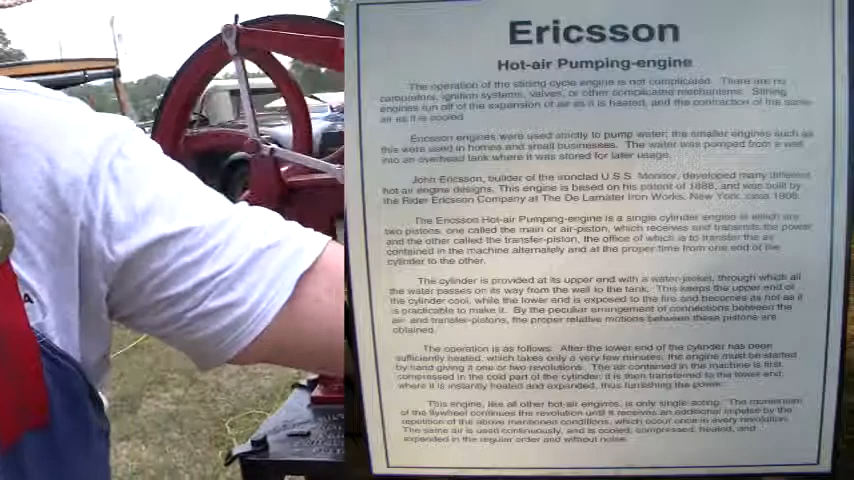 Ericsson
Hot-air Pumping-engine
The operation of the stirling cycle engine is not complicated. There are no
carburetors, ignition systems, valves, or other complicated mechanisms. Stirling
engines run off of the expansion of air as it is heated, and the contraction of the same
air as it is cooled.
Ericsson engines were used strictly to pump water; the smaller engines such as
this were used in homes and small businesses. The water was pumped from a well
into an overhead tank where it was stored for later usage.
John Ericsson, builder of the ironclad U.S.S. Monitor, developed many different
hot air engine designs. This engine is based on his patent of 1888, and was built by
the Rider Ericsson Company at The De Lamater Iron Works, New York, circa 1906.
The Ericsson Hot-air Pumping-engine is a single cylinder engine in which are
two pistons, one called the main or air-piston, which receives and transmits the power
and the other called the transfer-piston, the office of which is to transfer the air
contained in the machine alternately and at the proper time from one end of the
cylinder to the other.
The cylinder is provided at its upper end with a water-jacket, through which all
the water passes on its way from the well to the tank. This keeps the upper end of
the cylinder cool, while the lower end is exposed to the fire and becomes as hot as it
is practicable to make it. By the peculiar arrangement of connections between the
air-and transfer-pistons, the proper relative motions between these pistons are
obtained.
The operation is as follows: After the lower end of the cylinder has been
sufficiently heated, which takes only a very few minutes, the engine must be started
by hand giving it one or two revolutions. The air contained in the machine is first
compressed in the cold part of the cylinder; it is then transferred to the lower end,
where it is instantly heated and expanded, thus furnishing the power.
This engine, like all other hot-air engines, is only single acting. The momentum
of the flywheel continues the revolution until it receives an additional impulse by the
repetition of the above mentioned conditions, which occur once in every revolution.
The same air is used continuously, and is cooled, compressed, heated, and
expanded in the regular order and without noise.